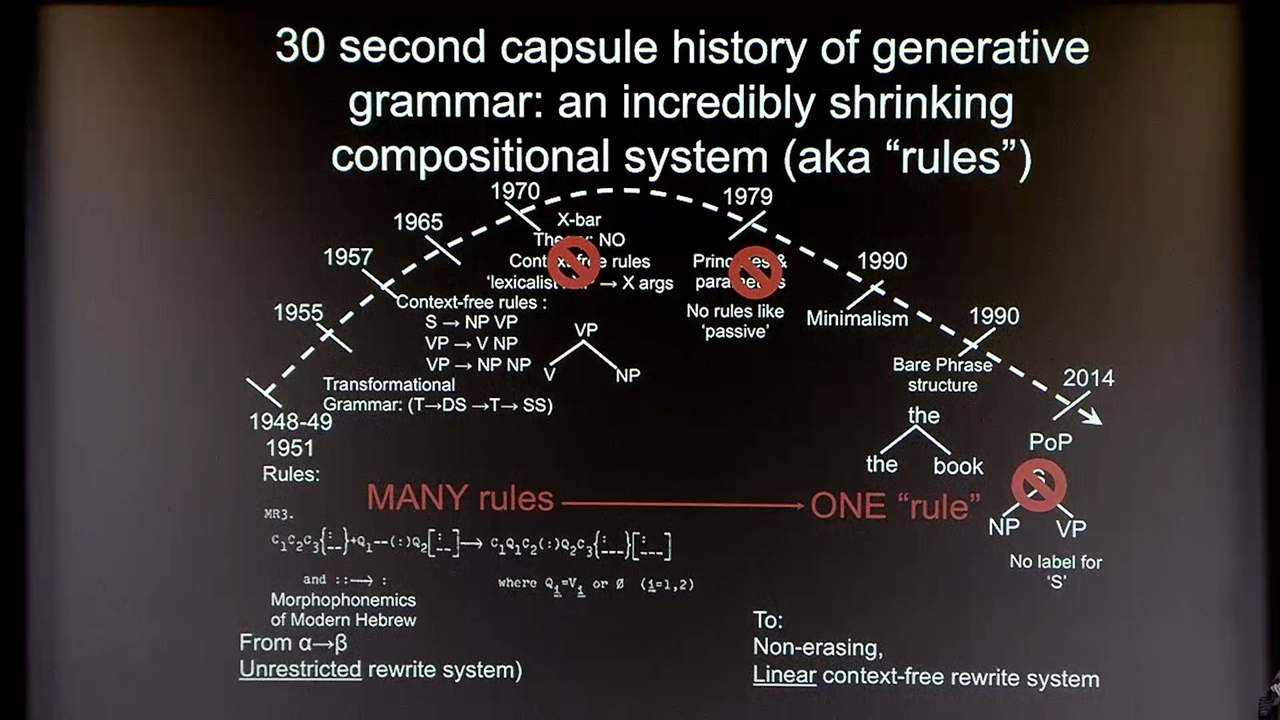 30 second capsule history of generative
grammar: an incredibly shrinking
compositional system (aka “rules”)
1970
1979
1965
X-bar
NO
1957
1990
rules
→ X args
&
1955
Context-free rules :
No rules like
‘passive’
Minimalism
1990
S → NP VP
VP → V NP
VP → NP NP
VP
V
NP
Bare Phrase
structure
2014
Transformational
Grammar: (T→DS →T→ SS)
1948-49
1951
Rules:
the
the
book
PoP
MANY rules
ONE “rule”
NP
VP
No label for
‘S’
MR3.
and ::→ :
where Qi=Vi or Ø (i=1,2)
Morphophonemics
of Modern Hebrew
From α→β
Unrestricted rewrite system)
To:
Non-erasing,
Linear context-free rewrite system